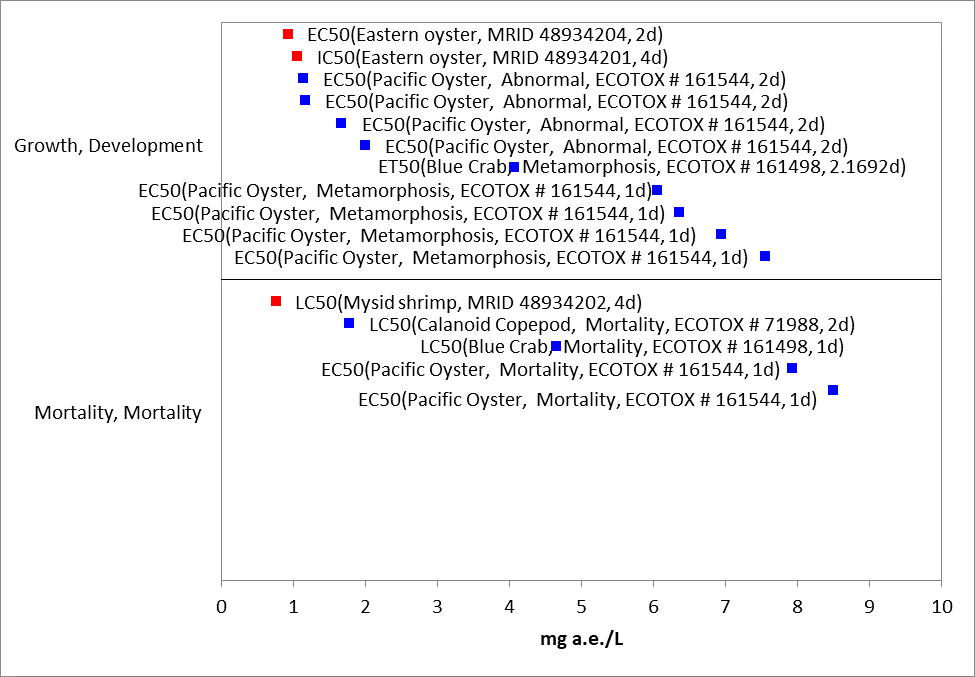 EC50(Eastern oyster, MRID 48934204, 2d)
IC50(Eastern oyster, MRID 48934201, 4d)
EC50(Pacific Oyster, Abnormal, ECOTOX # 161544, 2d)
EC50(Pacific Oyster, Abnormal, ECOTOX # 161544, 2d)
EC50(Pacific Oyster, Abnormal, ECOTOX # 161544, 2d)
Growth, Development
EC50(Pacific Oyster, Abnormal, ECOTOX # 161544, 2d)
ET50(Blue Crab, Metamorphosis, ECOTOX # 161498, 2.1692d)
EC50(Pacific Oyster, Metamorphosis, ECOTOX # 161544, 1d)
EC50(Pacific Oyster, Metamorphosis, ECOTOX # 161544, 1d)
EC50(Pacific Oyster, Metamorphosis, ECOTOX # 161544, 1d)
EC50(Pacific Oyster, Metamorphosis, ECOTOX # 161544, 1d)
LC50(Mysid shrimp, MRID 48934202, 4d)
LC50(Calanoid Copepod, Mortality, ECOTOX # 71988, 2d)
LC50(Blue Crab, Mortality, ECOTOX # 161498, 1d)
EC50(Pacific Oyster, Mortality, ECOTOX # 161544, 1d)
EC50(Pacific Oyster, Mortality, ECOTOX # 161544, 1d)
Mortality, Mortality
0 1 2 3 4 5 6 7 8 9 10
mg a.e./L